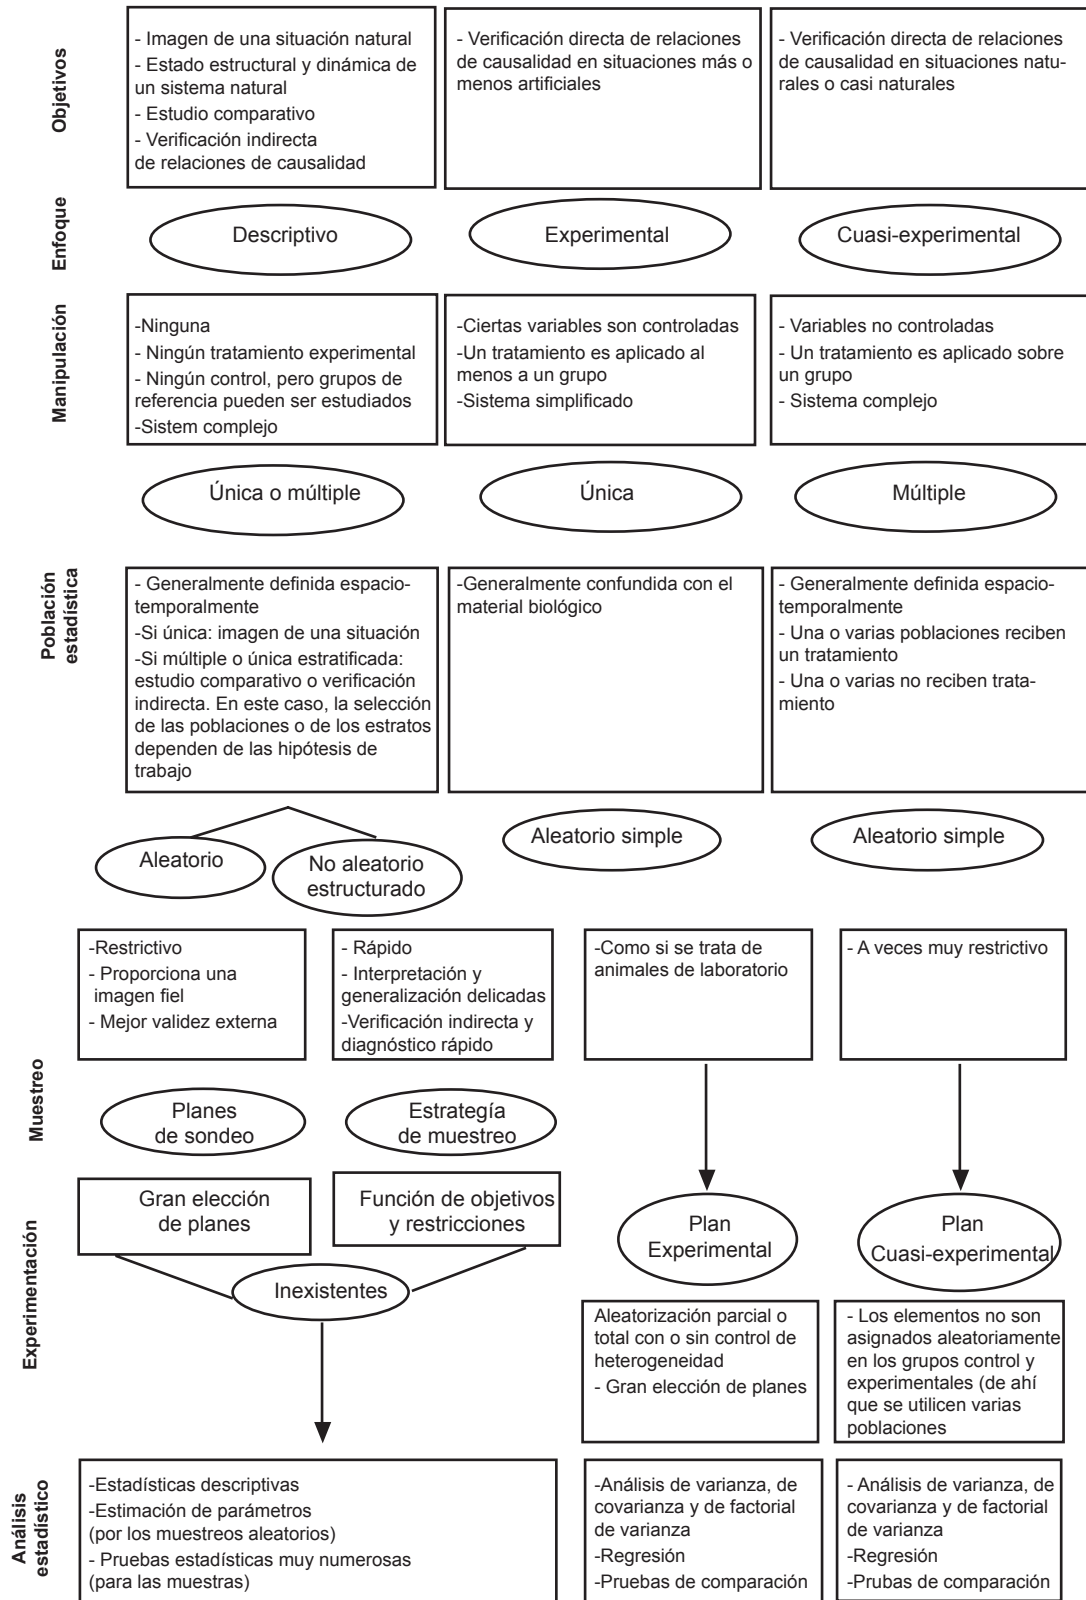 Objetivos
- Imagen de una situación natural
- Estado estructural y dinámica de
un sistema natural
- Estudio comparativo
- Verificación indirecta
de relaciones de causalidad
- Verificación directa de relaciones
de causalidad en situaciones más o
menos artificiales
- Verificación directa de relaciones
de causalidad en situaciones natu-
rales o casi naturales
Enfoque
Descriptivo
Experimental
Cuasi-experimental
Manipulación
-Ninguna
- Ningún tratamiento experimental
- Ningún control, pero grupos de
referencia pueden ser estudiados
-Sistem complejo
-Ciertas variables son controladas
-Un tratamiento es aplicado al
menos a un grupo
-Sistema simplificado
- Variables no controladas
- Un tratamiento es aplicado sobre
un grupo
- Sistema complejo
Única o múltiple
Única
Múltiple
Población
estadística
- Generalmente definida espacio-
temporalmente
-Si única: imagen de una situación
-Si múltiple o única estratificada:
estudio comparativo o verificación
indirecta. En este caso, la selección
de las poblaciones o de los estratos
dependen de las hipótesis de
trabajo
-Generalmente confundida con el
material biológico
- Generalmente definida espacio-
temporalmente
- Una o varias poblaciones reciben
un tratamiento
- Una o varias no reciben trata-
miento
Aleatorio
No aleatorio
estructurado
Aleatorio simple
Aleatorio simple
Muestreo
-Restrictivo
- Proporciona una
imagen fiel
- Mejor validez externa
- Rápido
- Interpretación y
generalización delicadas
-Verificación indirecta y
diagnóstico rápido
-Como si se trata de
animales de laboratorio
- A veces muy restrictivo
Planes
de sondeo
Estrategía
de muestreo
Experimentación
Gran elección
de planes
Función de objetivos
y restricciones
Plan
Experimental
Plan
Cuasi-experimental
Inexistentes
Aleatorización parcial o
total con o sin control de
heterogeneidad
- Gran elección de planes
- Los elementos no son
asignados aleatoriamente
en los grupos control y
experimentales (de ahí
que se utilicen varias
poblaciones
Análisis
estadístico
-Estadísticas descriptivas
-Estimación de parámetros
(por los muestreos aleatorios)
- Pruebas estadísticas muy numerosas
(para las muestras)
-Análisis de varianza, de
covarianza y de factorial
de varianza
-Regresión
-Pruebas de comparación
- Análisis de varianza, de
covarianza y de factorial
de varianza
-Regresión
- Prubas de comparación